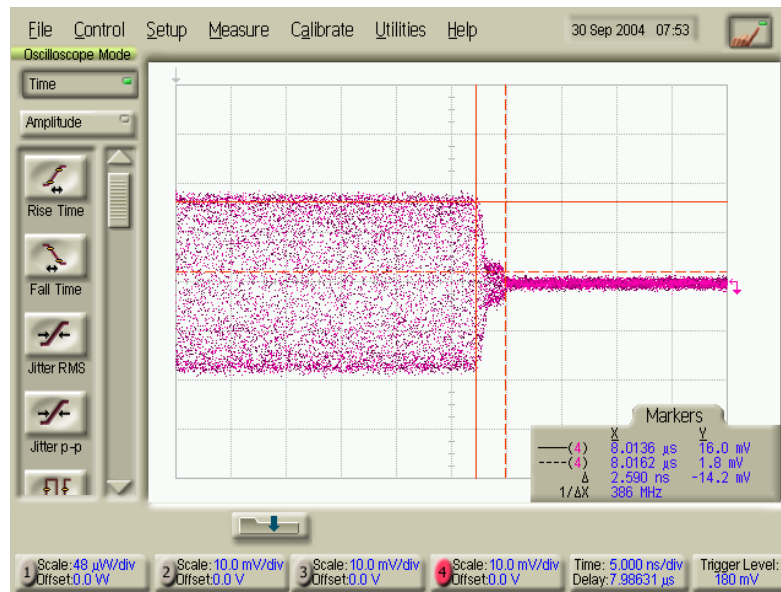 File Control Setup Measure Calibrate Utilities Help 30 Sep 2004 07:53
Oscilloscope Mode
Time
Amplitude
Rise Time
Fall Time
Jitter RMS
Jitter p-p
Markers
X Y
——(4) 8.0136 µs 16.0 mV
----(4) 8.0162 µs 1.8 mV
Δ 2.590 ns -14.2 mV
1/ΔX 386 MHz
1 Scale:48 µW/div
Offset:0.0 W
2 Scale:10.0 mV/div
Offset:0.0 V
3 Scale:10.0 mV/div
Offset:0.0 V
4 Scale:10.0 mV/div
Offset:0.0 V
Time:5.000 ns/div
Delay:7.98631 µs
Trigger Level:
180 mV